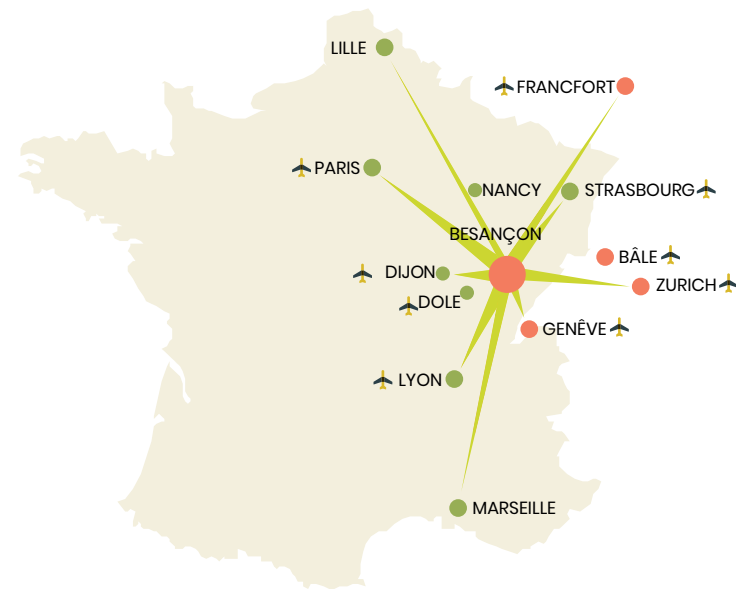 LILLE
FRANCFORT
PARIS
NANCY
STRASBOURG
BESANÇON
BÂLE
DIJON
ZURICH
DOLE
GENÊVE
LYON
MARSEILLE